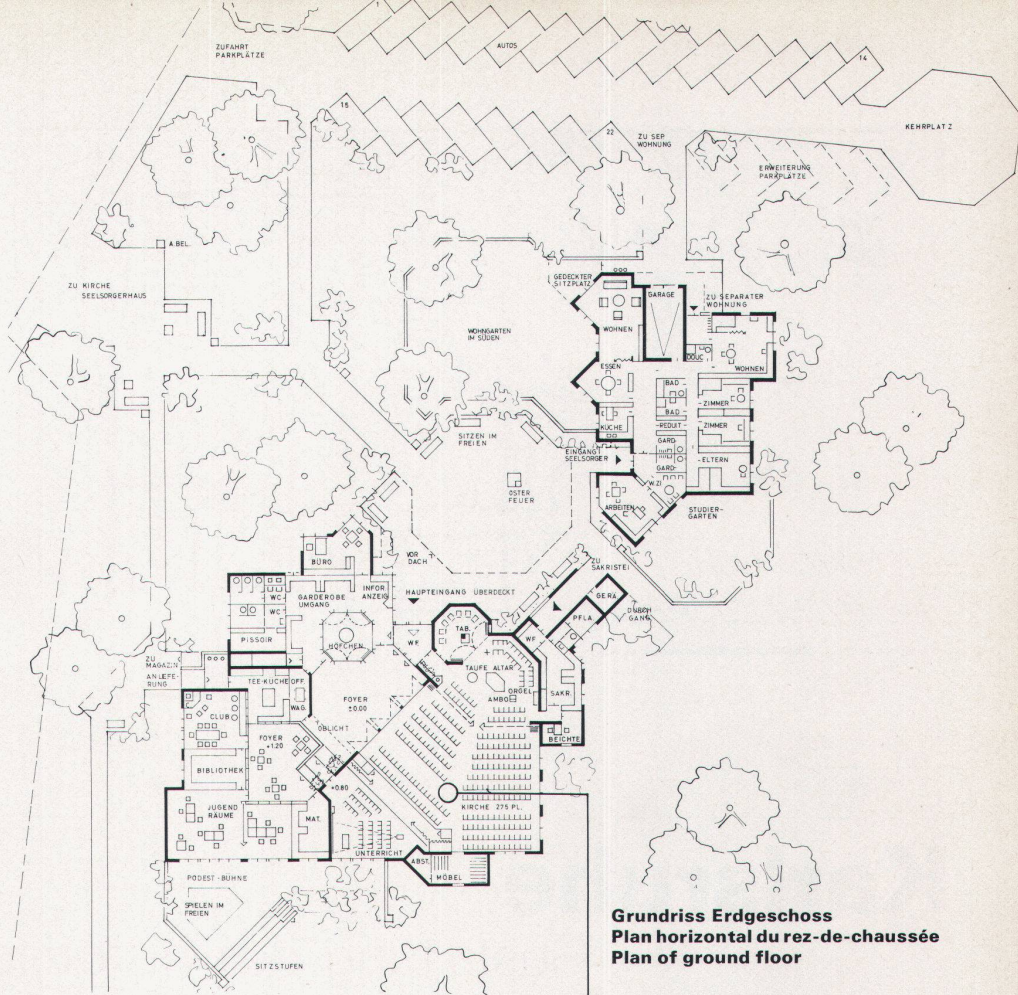 ZUFAHRT
PARKPLÄTZE
AUTOS
14
KEHRPLATZ
15
22
ZU SEP
WOHNUNG
ERWEITERUNG
PARKPLÄTZE
A.BEL.
ZU KIRCHE
SEELSORGERHAUS
GEDECKTER
SITZPLATZ
GARAGE
ZU SEPARATER
WOHNUNG
WOHNEN
WOHNGARTEN
IM SÜDEN
DOUC
WOHNEN
ESSEN
BAD
ZIMMER
BAD
KÜCHE
REDUIT
ZIMMER
SITZEN IM
FREIEN
GARD
EINGANG
SEELSORGER
ELTERN
GARD
W.ZI
OSTER
FEUER
ARBEITEN
STUDIER-
GARTEN
VOR
DACH
BÜRO
ZU
SAKRISTEI
WC
GARDEROBE
UMGANG
INFOR
ANZEIG
HAUPTEINGANG ÜBERDECKT
GERÄ
DURCH
GANG
WC
PFLA
TAB.
PISSOIR
HÖFCHEN
W.F.
WF
ZU
MAGAZIN
ANLIEFE-
RUNG
TAUFE ALTAR
TEE-KÜCHE OFF.
ORGEL
SAKR.
WAG.
FOYER
±0.00
AMBO
CLUB
OBLICHT
FOYER
+1.20
BEICHTE
BIBLIOTHEK
+0.80
KIRCHE 275 PL.
JUGEND
RÄUME
MAT.
UNTERRICHT
ABST.
MÖBEL
PODEST-BÜHNE
SPIELEN IM
FREIEN
SITZSTUFEN
Grundriss Erdgeschoss
Plan horizontal du rez-de-chaussée
Plan of ground floor